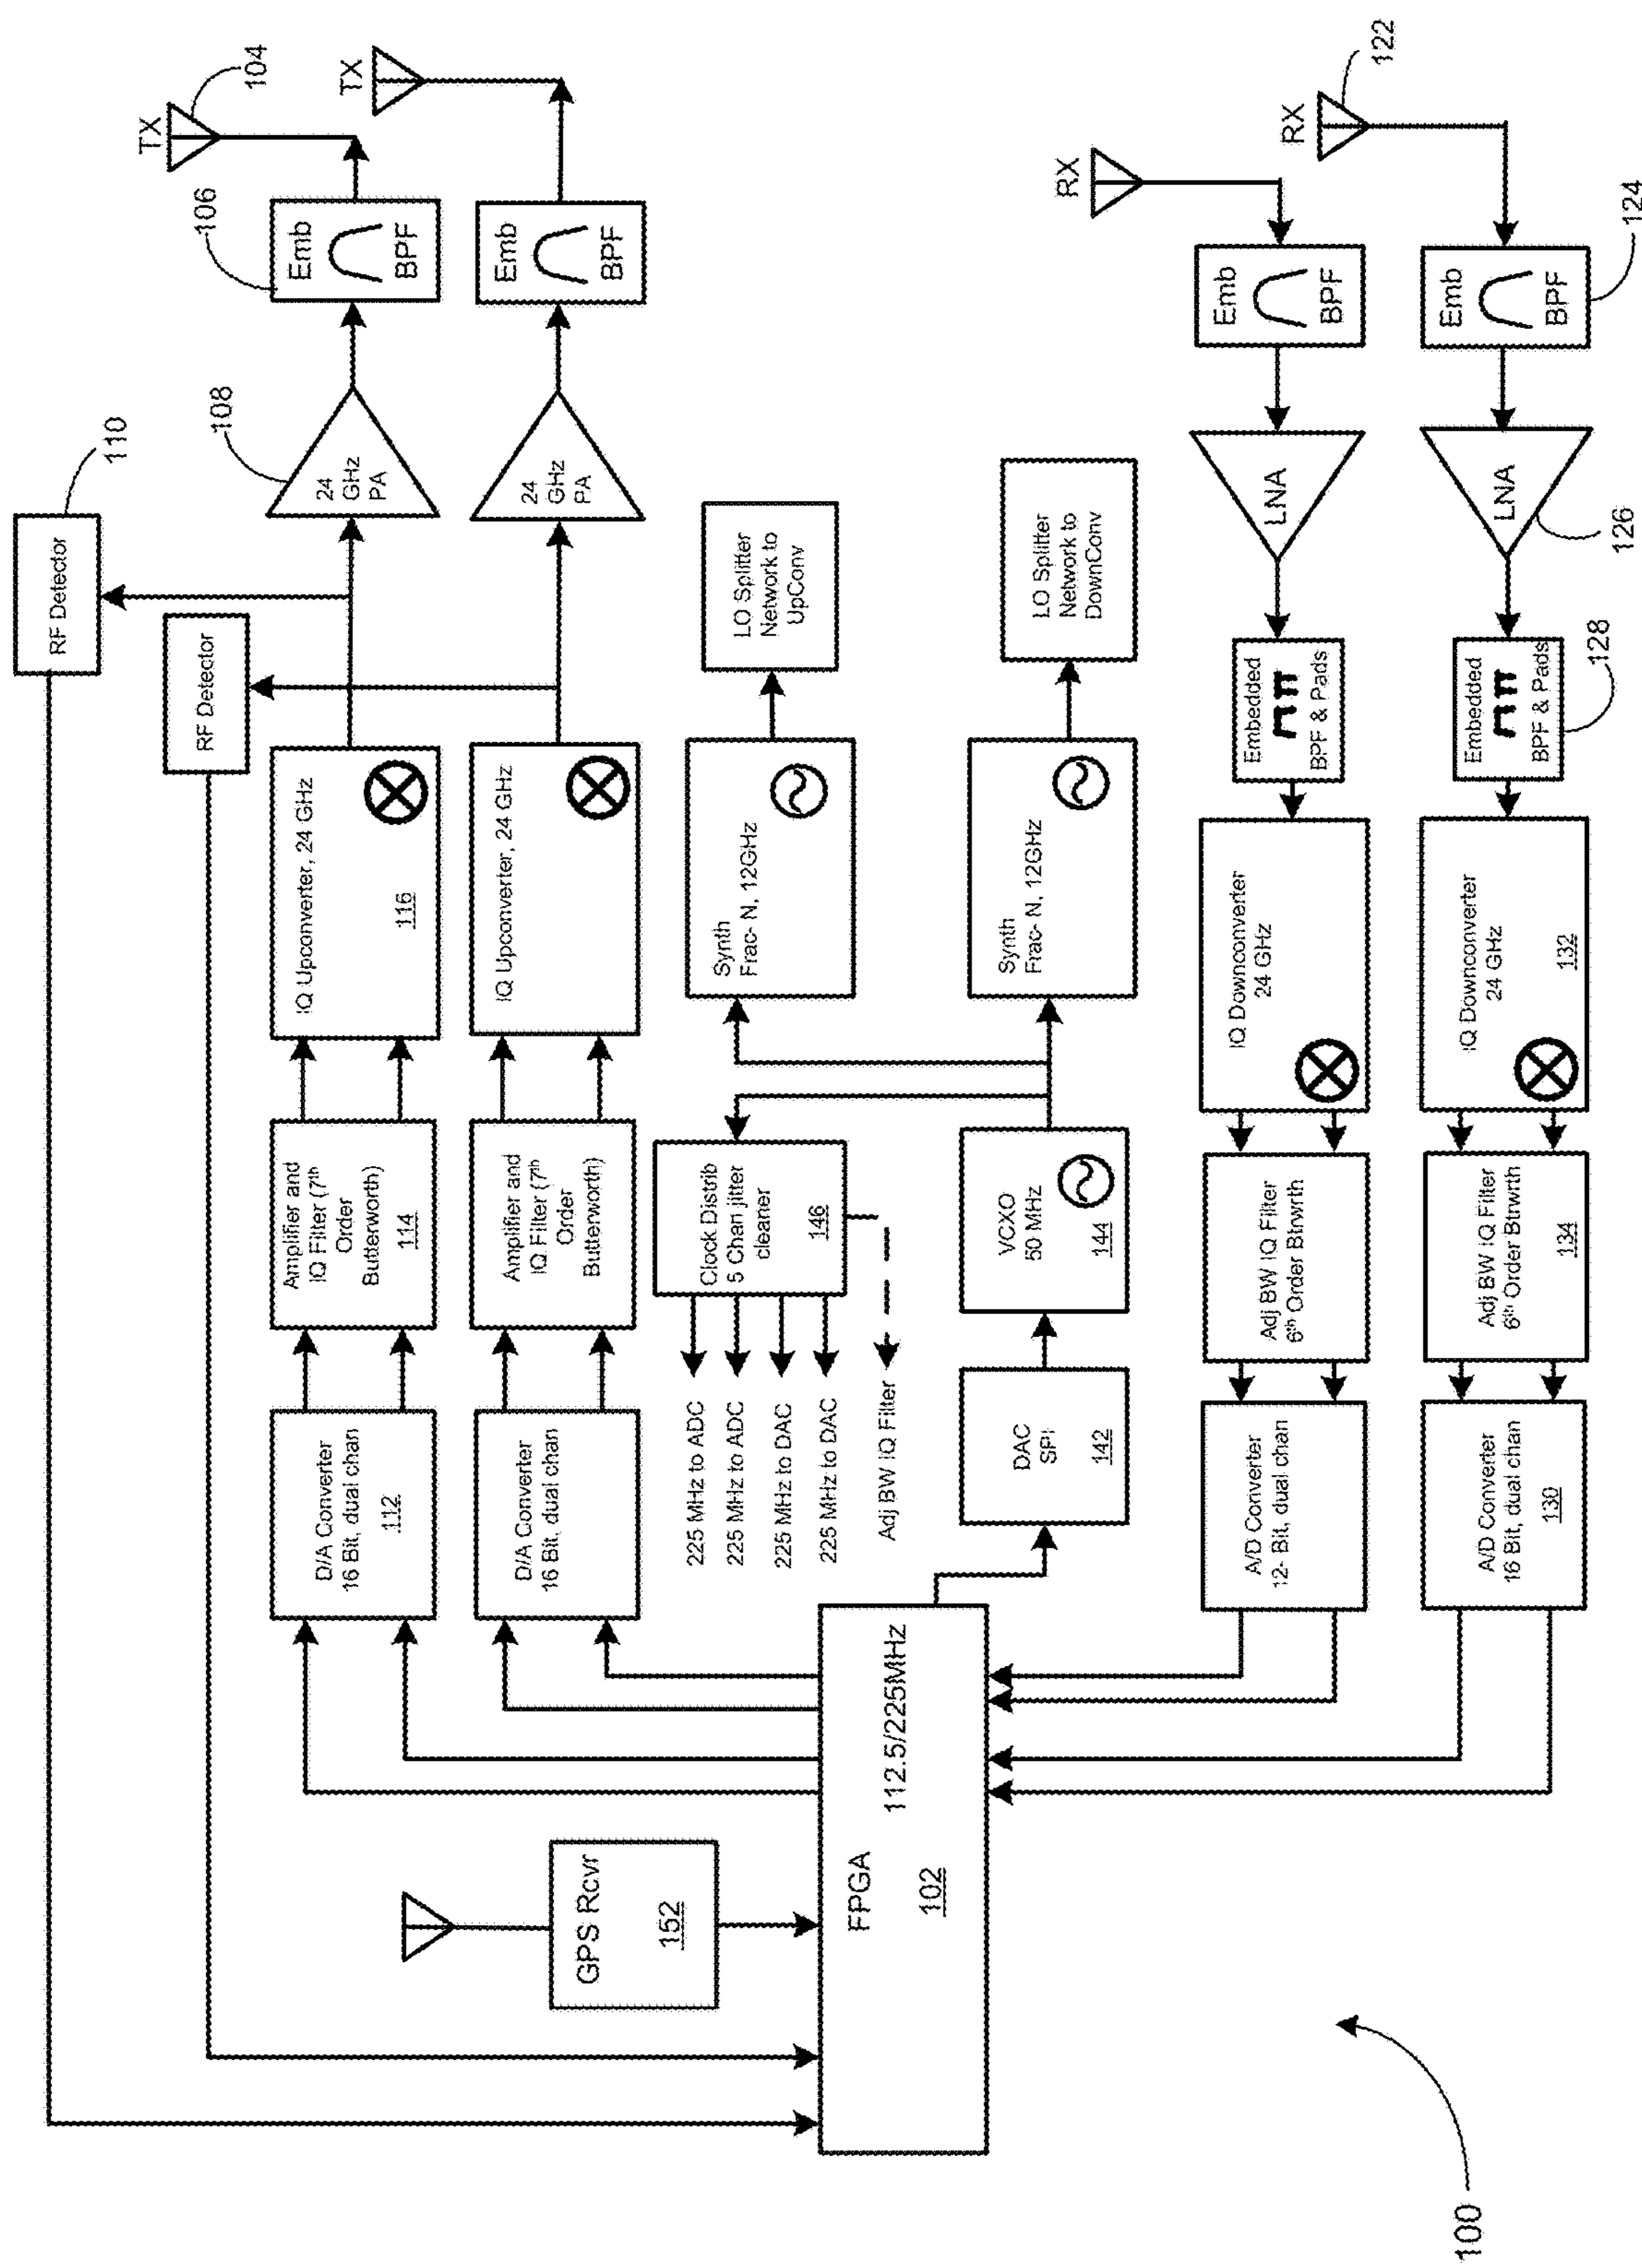 110
RF Detector
RF Detector
TX
104
TX
106
Emb
BPF
Emb
BPF
108
24
GHz
PA
24
GHz
PA
IQ Upconverter, 24 GHz
116
IQ Upconverter, 24 GHz
Amplifier and
IQ Filter (7th
Order
Butterworth)
114
Amplifier and
IQ Filter (7th
Order
Butterworth)
D/A Converter
16 Bit, dual chan
112
D/A Converter
16 Bit, dual chan
LO Splitter
Network to
UpConv
Synth
Frac- N, 12GHz
LO Splitter
Network to
DownConv
Synth
Frac- N, 12GHz
Clock Distrib
5 Chan jitter
cleaner
146
225 MHz to ADC
225 MHz to ADC
225 MHz to DAC
225 MHz to DAC
Adj BW IQ Filter
VCXO
50 MHz
144
DAC
SPI
142
GPS Rcvr
152
FPGA
112.5/225MHz
102
RX
RX
122
Emb
BPF
Emb
BPF
124
LNA
LNA
126
Embedded
BPF & Pads
Embedded
BPF & Pads
128
IQ Downconverter
24 GHz
IQ Downconverter
24 GHz
132
Adj BW IQ Filter
6th Order Btrwrth
Adj BW IQ Filter
6th Order Btrwrth
134
A/D Converter
12- Bit, dual chan
A/D Converter
16 Bit, dual chan
130
100